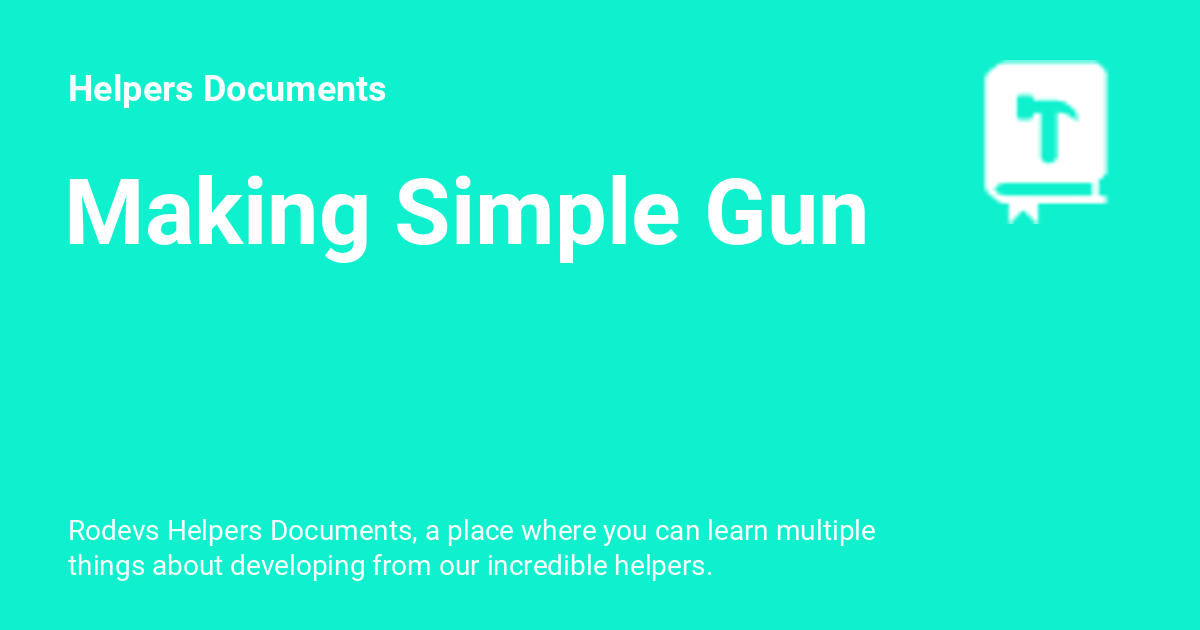 Helpers Documents
Making Simple Gun
Rodevs Helpers Documents, a place where you can learn multiple
things about developing from our incredible helpers.